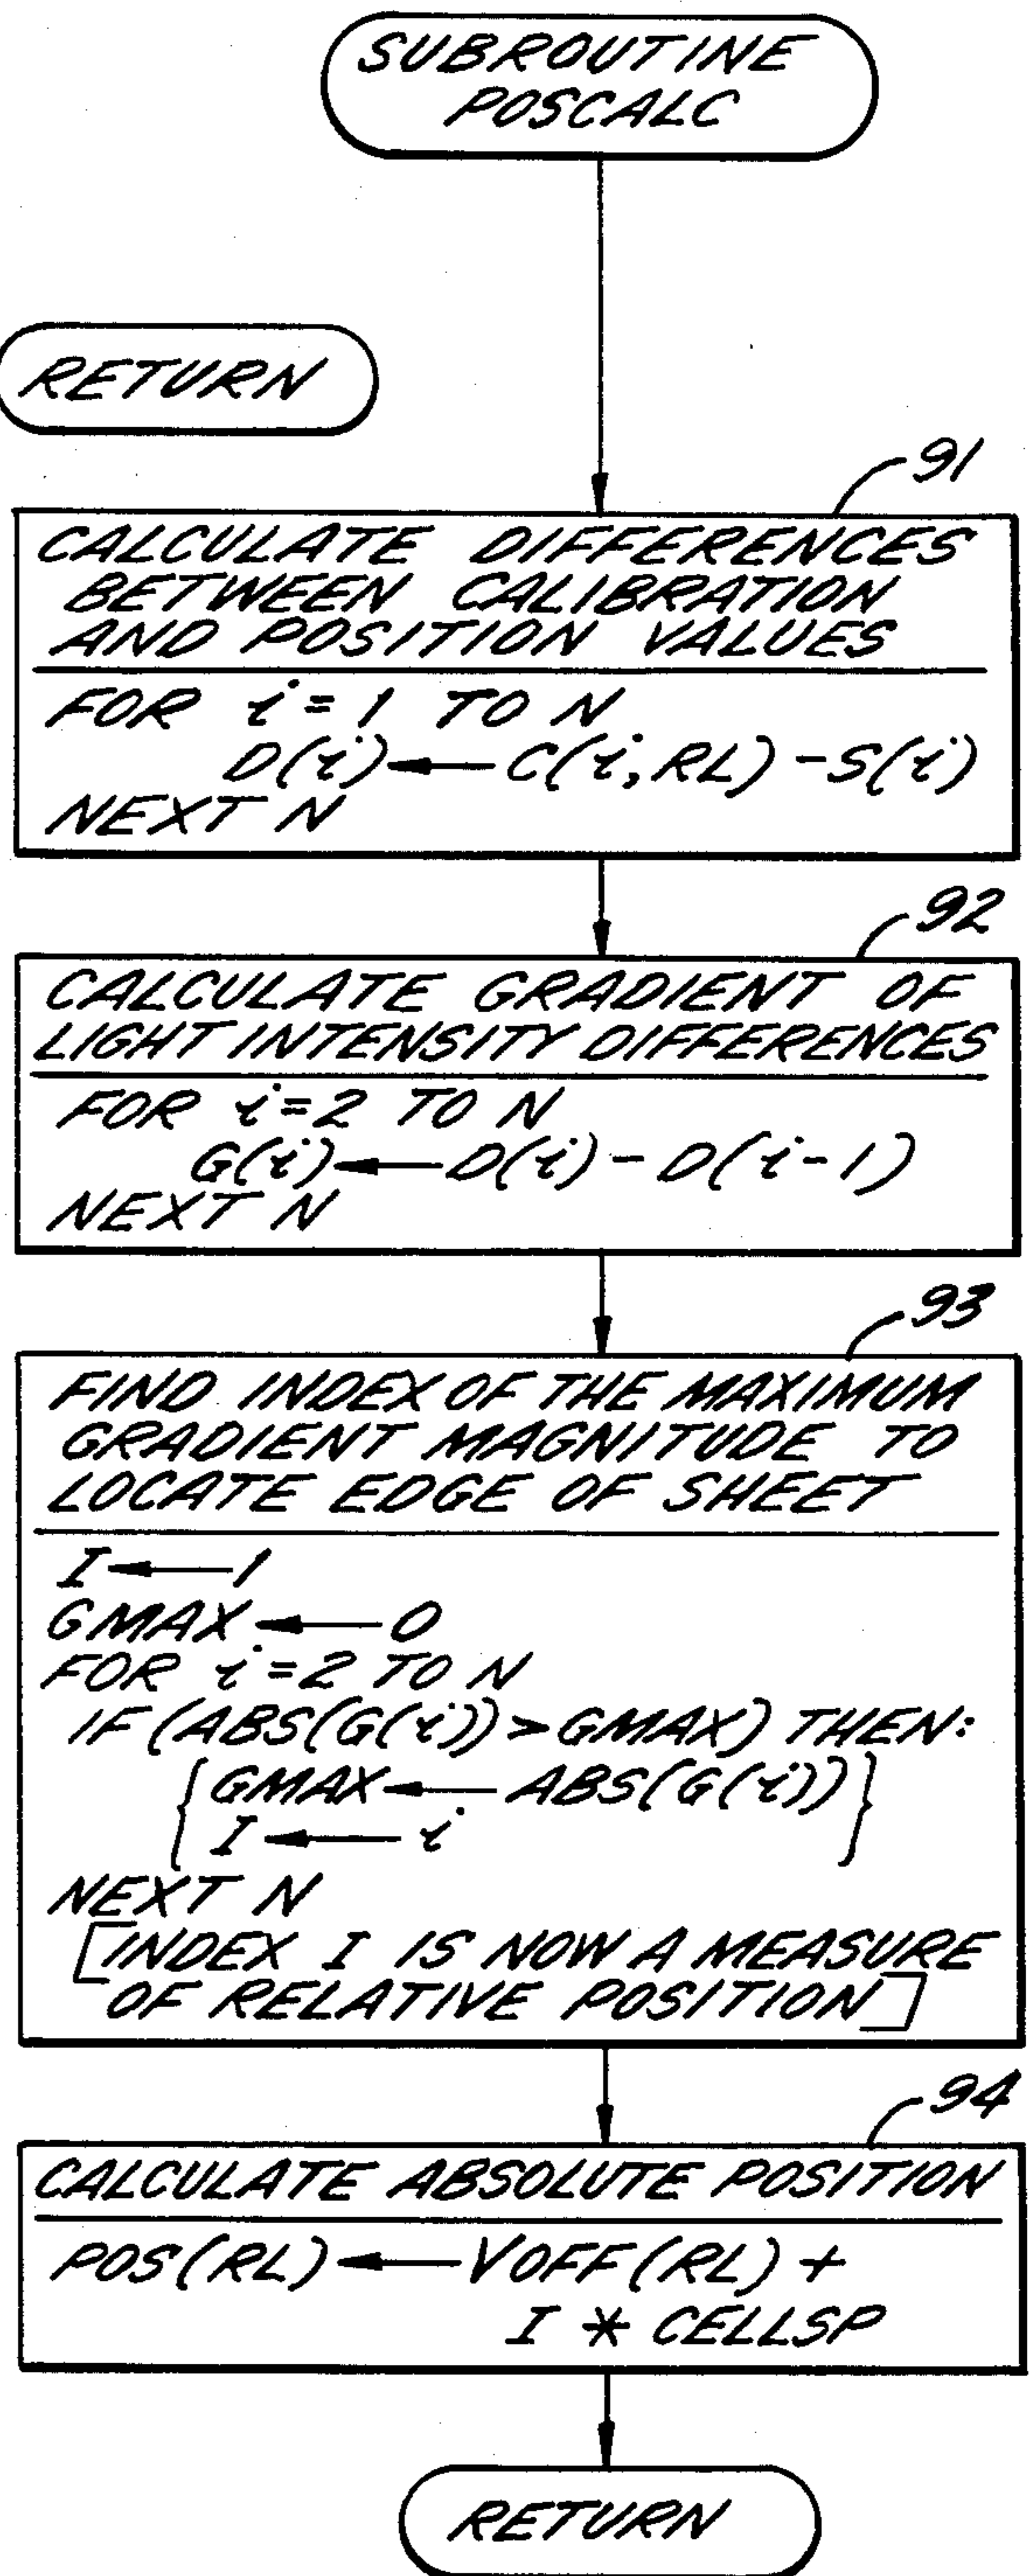 SUBROUTINE
POSCALC
RETURN
91
CALCULATE DIFFERENCES
BETWEEN CALIBRATION
AND POSITION VALUES
FOR i=1 TO N
D(i)←C(i,RL)-S(i)
NEXT N
92
CALCULATE GRADIENT OF
LIGHT INTENSITY DIFFERENCES
FOR i=2 TO N
G(i)←D(i)-D(i-1)
NEXT N
93
FIND INDEX OF THE MAXIMUM
GRADIENT MAGNITUDE TO
LOCATE EDGE OF SHEET
I←1
GMAX←0
FOR i=2 TO N
IF (ABS(G(i))>GMAX) THEN:
{GMAX←ABS(G(i))}
I←i
NEXT N
[INDEX I IS NOW A MEASURE
OF RELATIVE POSITION]
94
CALCULATE ABSOLUTE POSITION
POS(RL)←VOFF(RL)+
I * CELLSP
RETURN